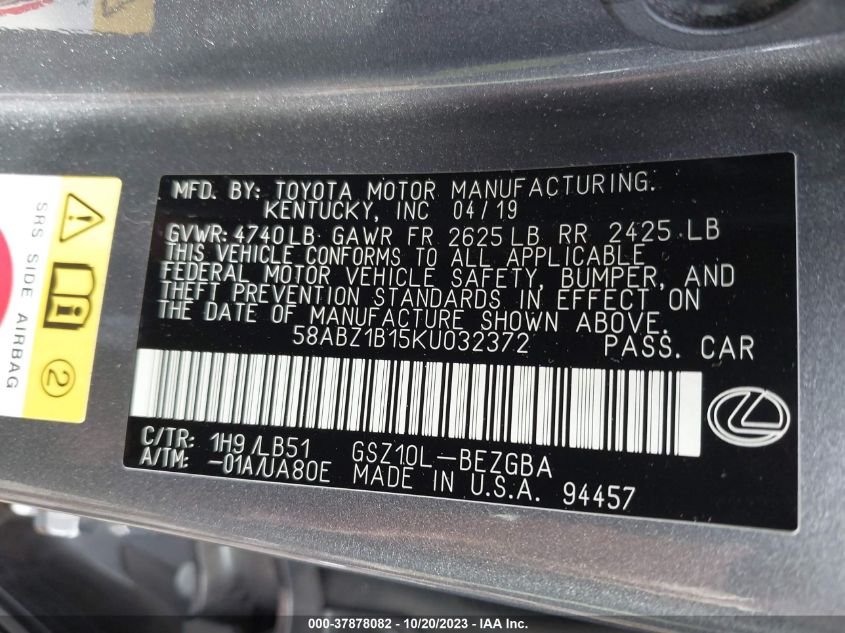 MFD. BY: TOYOTA MOTOR MANUFACTURING.
KENTUCKY, INC 04/19
GVWR: 4740LB GAWR FR 2625 LB RR 2425 LB
THIS VEHICLE CONFORMS TO ALL APPLICABLE
FEDERAL MOTOR VEHICLE SAFETY, BUMPER, AND
THEFT PREVENTION STANDARDS IN EFFECT ON
THE DATE OF MANUFACTURE SHOWN ABOVE.
58ABZ1B15KU032372 PASS. CAR
C/TR: 1H9/LB51 GSZ10L-BEZGBA
A/TM: -01A/UA80E MADE IN U.S.A. 94457
SRS SIDE AIRBAG
2
000-37878082 - 10/20/2023 - IAA Inc.